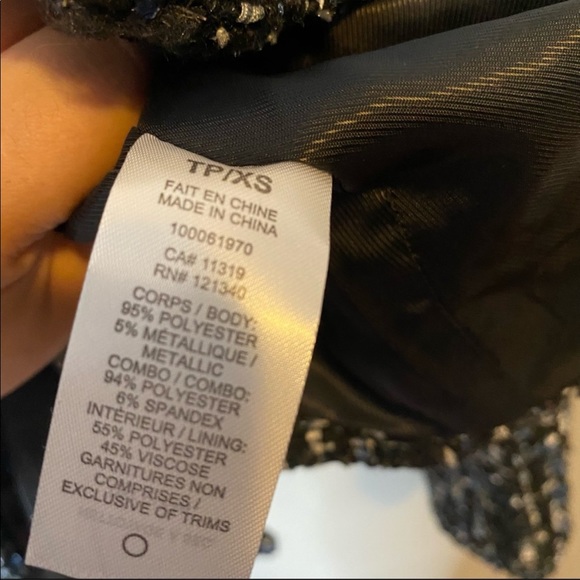 TP/XS
FAIT EN CHINE
MADE IN CHINA
100061970
CA# 11319
RN# 121340
CORPS / BODY:
95% POLYESTER
5% MÉTALLIQUE /
METALLIC
COMBO / COMBO:
94% POLYESTER
6% SPANDEX
INTÉRIEUR / LINING:
55% POLYESTER
45% VISCOSE
GARNITURES NON
COMPRISES /
EXCLUSIVE OF TRIMS